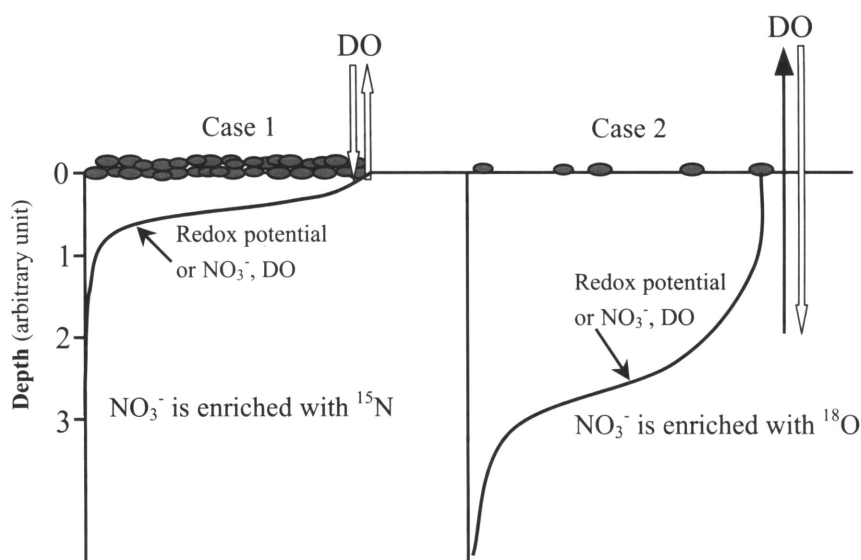 DO
DO
Case 1
Case 2
0
1
2
3
Depth (arbitrary unit)
Redox potential
or NO₃⁻, DO
Redox potential
or NO₃⁻, DO
NO₃⁻ is enriched with ¹⁵N
NO₃⁻ is enriched with ¹⁸O